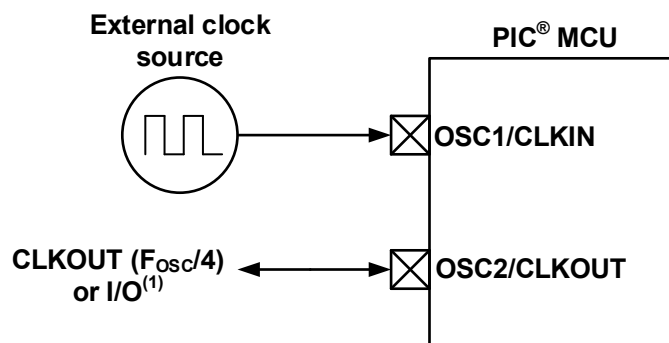 External clock
source
PIC® MCU
OSC1/CLKIN
CLKOUT (FOSC/4)
or I/O(1)
OSC2/CLKOUT